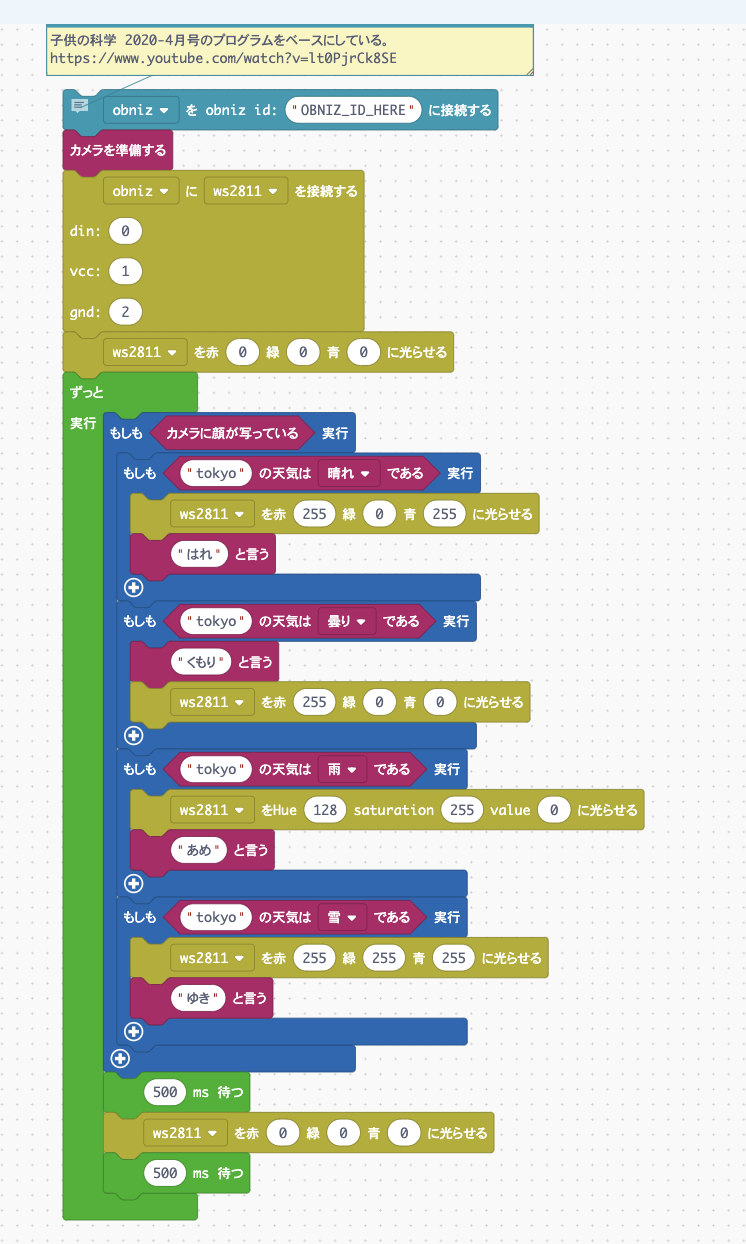 子供の科学 2020-4月号のプログラムをベースにしている。
https://www.youtube.com/watch?v=lt0PjrCk8SE
obniz を obniz id: "OBNIZ_ID_HERE" に接続する
カメラを準備する
obniz に ws2811 を接続する
din: 0
vcc: 1
gnd: 2
ws2811 を赤 0 緑 0 青 0 に光らせる
ずっと
実行 もしも カメラに顔が写っている 実行
もしも "tokyo" の天気は 晴れ である 実行
ws2811 を赤 255 緑 0 青 255 に光らせる
"はれ" と言う
もしも "tokyo" の天気は 曇り である 実行
"くもり" と言う
ws2811 を赤 255 緑 0 青 0 に光らせる
もしも "tokyo" の天気は 雨 である 実行
ws2811 をHue 128 saturation 255 value 0 に光らせる
"あめ" と言う
もしも "tokyo" の天気は 雪 である 実行
ws2811 を赤 255 緑 255 青 255 に光らせる
"ゆき" と言う
500 ms 待つ
ws2811 を赤 0 緑 0 青 0 に光らせる
500 ms 待つ